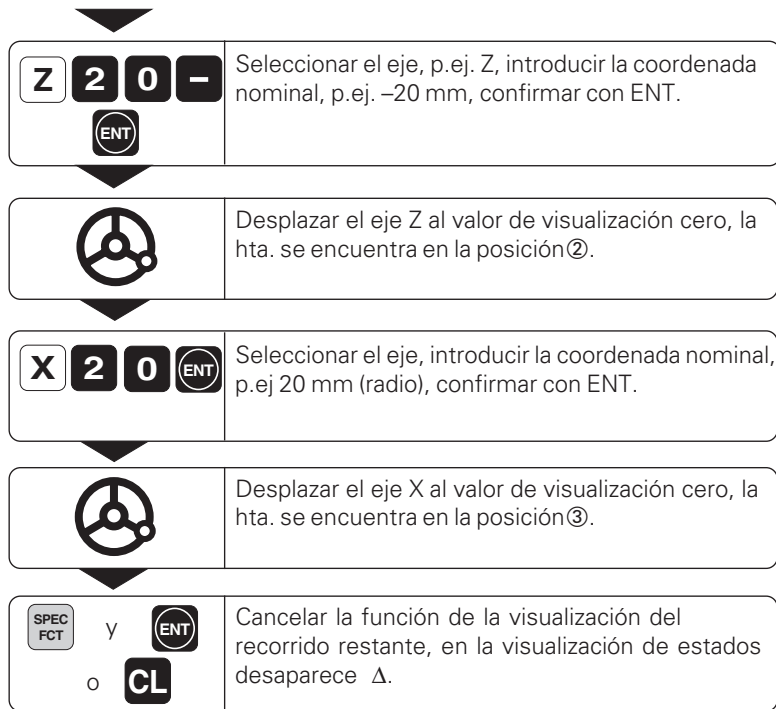 Z 2 0 –
ENT
Seleccionar el eje, p.ej. Z, introducir la coordenada
nominal, p.ej. –20 mm, confirmar con ENT.
Desplazar el eje Z al valor de visualización cero, la
hta. se encuentra en la posición②.
X 2 0 ENT
Seleccionar el eje, introducir la coordenada nominal,
p.ej 20 mm (radio), confirmar con ENT.
Desplazar el eje X al valor de visualización cero, la
hta. se encuentra en la posición③.
SPEC
FCT y ENT
o CL
Cancelar la función de la visualización del
recorrido restante, en la visualización de estados
desaparece Δ.